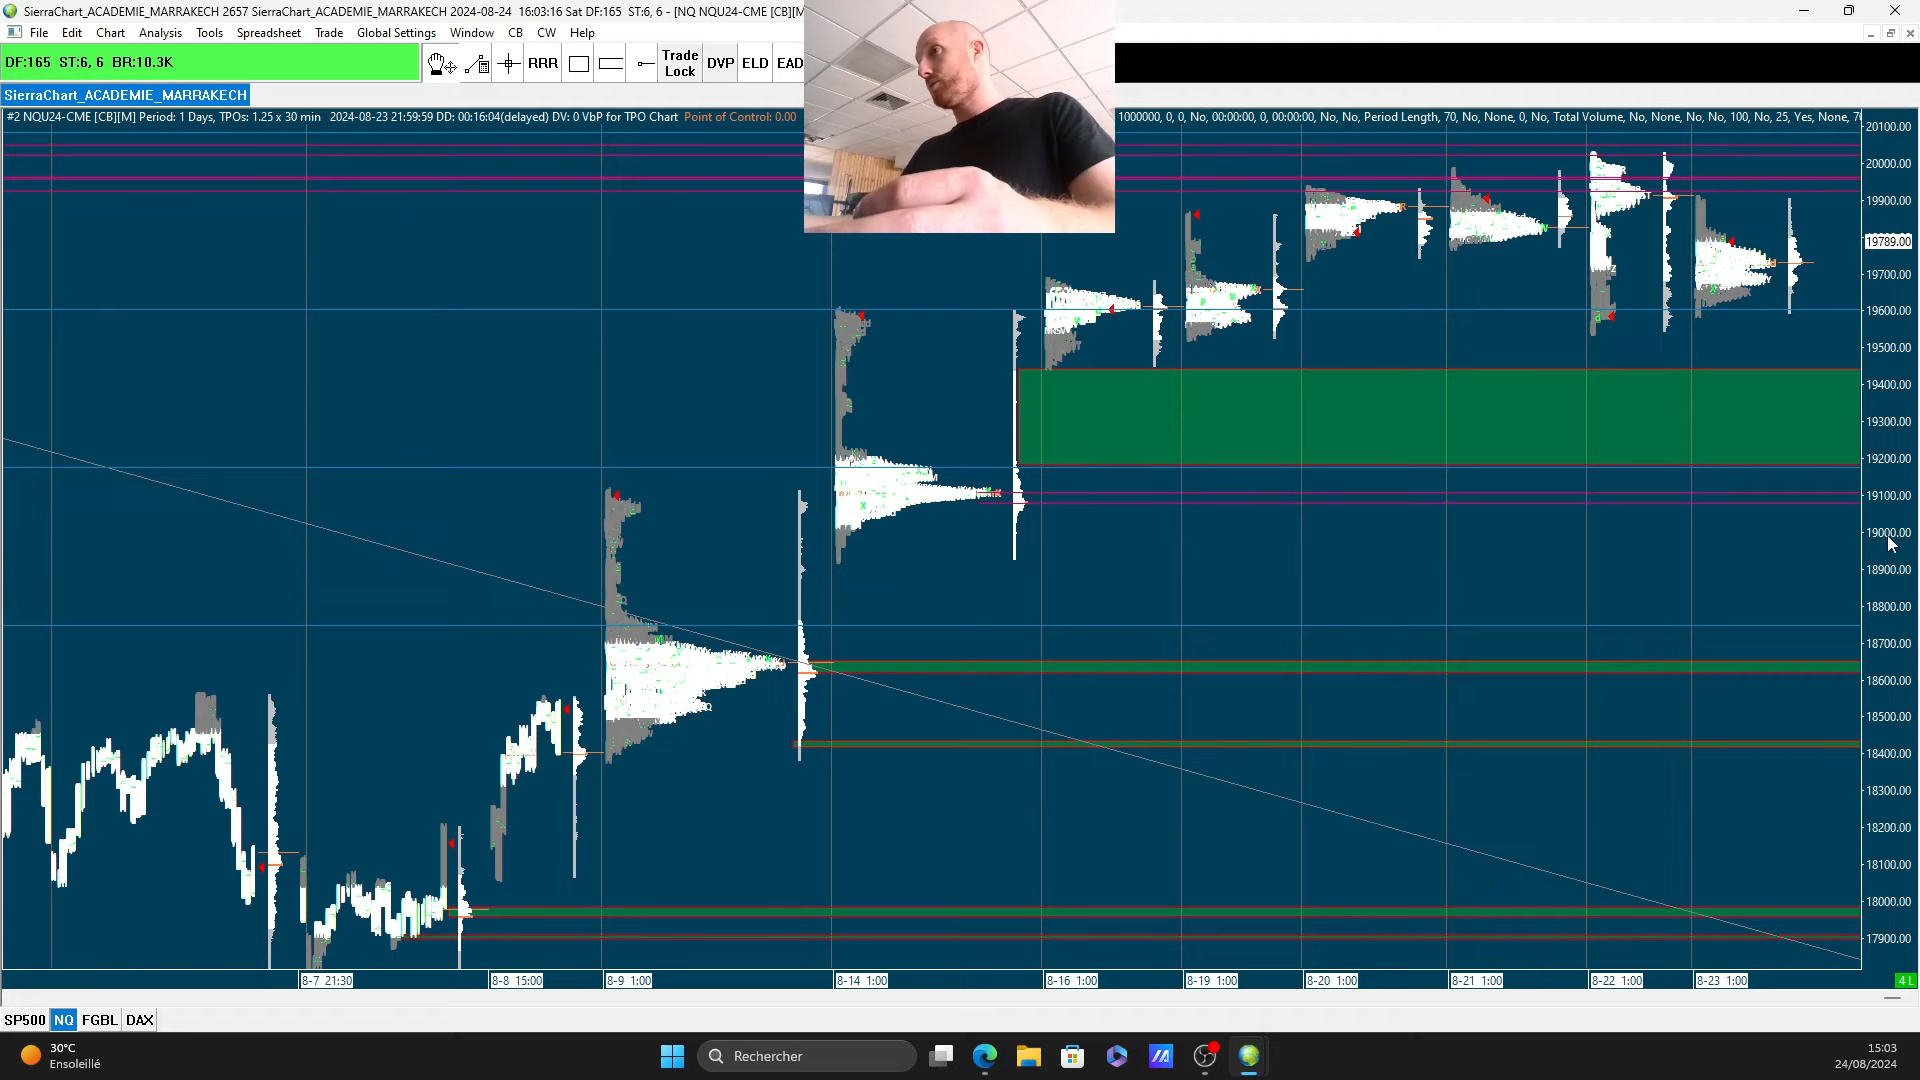 SierraChart_ACADEMIE_MARRAKECH 2657 SierraChart_ACADEMIE_MARRAKECH 2024-08-24 16:03:16 Sat DF:165 ST:6, 6 - [NQ NQU24-CME [CB][M
File Edit Chart Analysis Tools Spreadsheet Trade Global Settings Window CB CW Help
DF:165 ST:6, 6 BR:10.3K
RRR
Trade Lock
DVP
ELD
EAD
SierraChart_ACADEMIE_MARRAKECH
#2 NQU24-CME [CB][M] Period: 1 Days, TPOs: 1.25 x 30 min 2024-08-23 21:59:59 DD: 00:16:04(delayed) DV: 0 VbP for TPO Chart Point of Control: 0.00
1000000, 0, 0, No, 00:00:00, 0, 00:00:00, No, No, Period Length, 70, No, None, 0, No, Total Volume, No, None, No, No, 100, No, 25, Yes, None, 70
20100.00
20000.00
19900.00
19789.00
19700.00
19600.00
19500.00
19400.00
19300.00
19200.00
19100.00
19000.00
18900.00
18800.00
18700.00
18600.00
18500.00
18400.00
18300.00
18200.00
18100.00
18000.00
17900.00
8-7 21:30
8-8 15:00
8-9 1:00
8-14 1:00
8-16 1:00
8-19 1:00
8-20 1:00
8-21 1:00
8-22 1:00
8-23 1:00
4 L
SP500 NQ FGBL DAX
30°C
Ensoleillé
Rechercher
15:03
24/08/2024